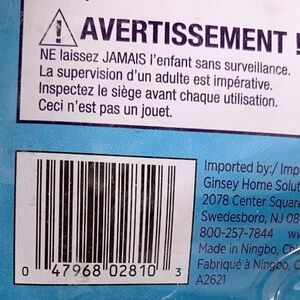 AVERTISSEMENT !
NE laissez JAMAIS l'enfant sans surveillance.
La supervision d'un adulte est impérative.
Inspectez le siège avant chaque utilisation.
Ceci n'est pas un jouet.
Imported by:/ Imp
Ginsey Home Solut
2078 Center Square
Swedesboro, NJ 08
800-257-7844 w
Made in Ningbo, Ch
Fabriqué à Ningbo, C
A2621
0 47968 02810 3